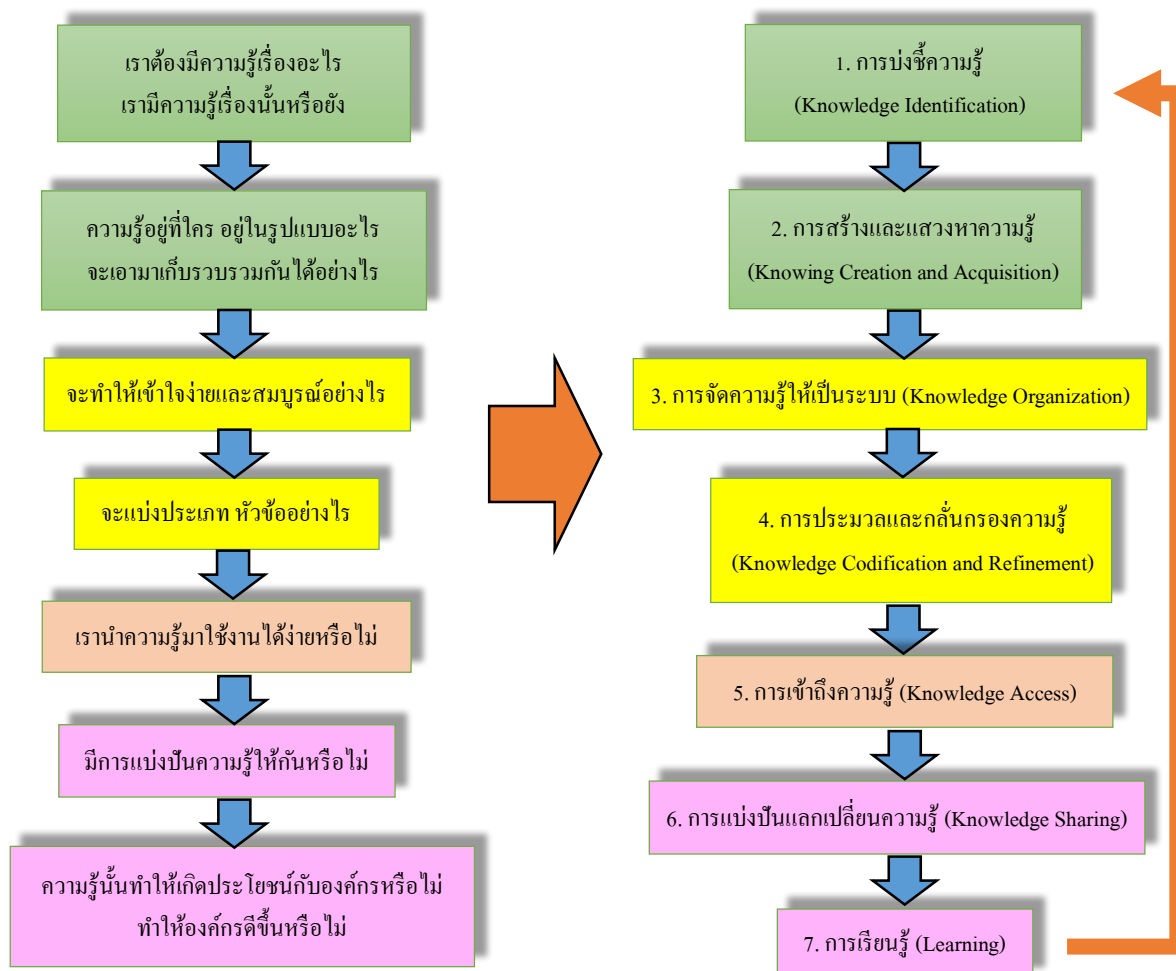 เราต้องมีความรู้เรื่องอะไร
เรามีความรู้เรื่องนั้นหรือยัง
ความรู้อยู่ที่ใคร อยู่ในรูปแบบอะไร
จะเอามาเก็บรวบรวมกันได้อย่างไร
จะทำให้เข้าใจง่ายและสมบูรณ์อย่างไร
จะแบ่งประเภท หัวข้ออย่างไร
เรานำความรู้มาใช้งานได้ง่ายหรือไม่
มีการแบ่งปันความรู้ให้กันหรือไม่
ความรู้นั้นทำให้เกิดประโยชน์กับองค์กรหรือไม่
ทำให้องค์กรดีขึ้นหรือไม่
1. การบ่งชี้ความรู้
(Knowledge Identification)
2. การสร้างและแสวงหาความรู้
(Knowing Creation and Acquisition)
3. การจัดความรู้ให้เป็นระบบ (Knowledge Organization)
4. การประมวลและกลั่นกรองความรู้
(Knowledge Codification and Refinement)
5. การเข้าถึงความรู้ (Knowledge Access)
6. การแบ่งปันแลกเปลี่ยนความรู้ (Knowledge Sharing)
7. การเรียนรู้ (Learning)